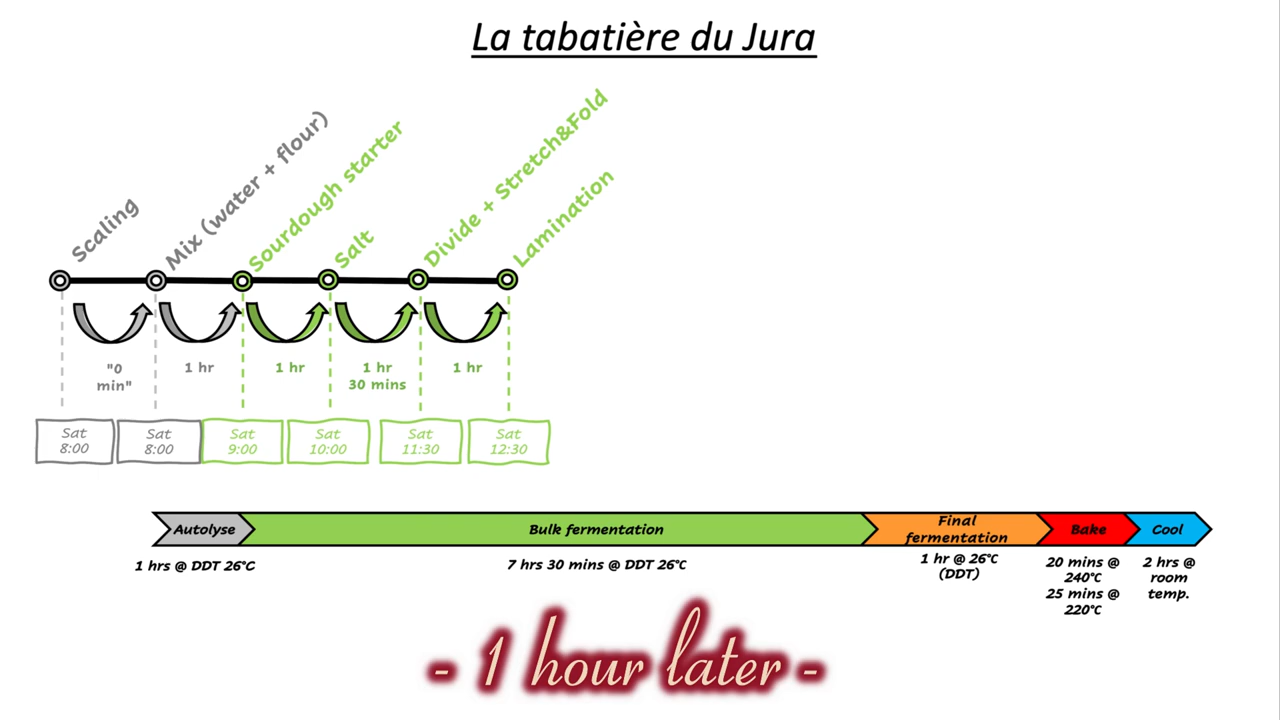 La tabatière du Jura
Scaling
Mix (water + flour)
Sourdough starter
Salt
Divide + Stretch&Fold
Lamination
"0
min"
1 hr
1 hr
1 hr
30 mins
1 hr
Sat
8:00
Sat
8:00
Sat
9:00
Sat
10:00
Sat
11:30
Sat
12:30
Autolyse
Bulk fermentation
Final
fermentation
Bake
Cool
1 hrs @ DDT 26°C
7 hrs 30 mins @ DDT 26°C
1 hr @ 26°C
(DDT)
20 mins @
240°C
25 mins @
220°C
2 hrs @
room
temp.
- 1 hour later -